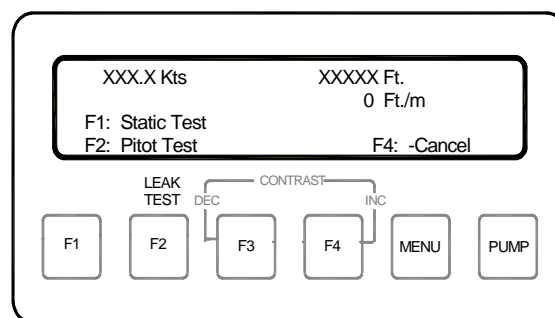 XXX.X Kts XXXXX Ft.
0 Ft./m
F1: Static Test
F2: Pitot Test F4: -Cancel
LEAK
TEST
CONTRAST
DEC INC
F1 F2 F3 F4 MENU PUMP